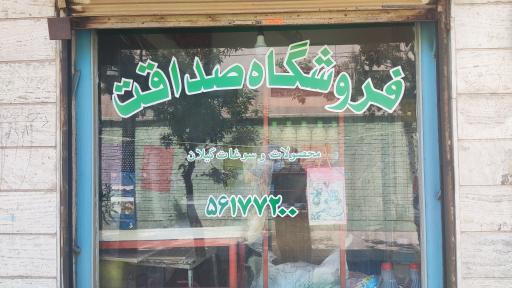 فروشگاه صداقت
محصولات و سوغات گیلان
۵۶۱۷۷۲۰۰